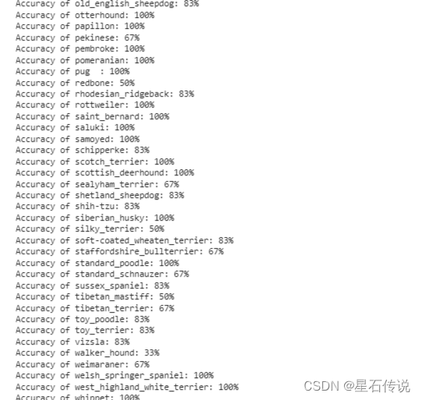 Accuracy of old_english_sheepdog: 83%
Accuracy of otterhound: 100%
Accuracy of papillon: 100%
Accuracy of pekinese: 67%
Accuracy of pembroke: 100%
Accuracy of pomeranian: 100%
Accuracy of pug  : 100%
Accuracy of redbone: 50%
Accuracy of rhodesian_ridgeback: 83%
Accuracy of rottweiler: 100%
Accuracy of saint_bernard: 100%
Accuracy of saluki: 100%
Accuracy of samoyed: 100%
Accuracy of schipperke: 83%
Accuracy of scotch_terrier: 100%
Accuracy of scottish_deerhound: 100%
Accuracy of sealyham_terrier: 67%
Accuracy of shetland_sheepdog: 83%
Accuracy of shih-tzu: 83%
Accuracy of siberian_husky: 100%
Accuracy of silky_terrier: 50%
Accuracy of soft-coated_wheaten_terrier: 83%
Accuracy of staffordshire_bullterrier: 67%
Accuracy of standard_poodle: 100%
Accuracy of standard_schnauzer: 67%
Accuracy of sussex_spaniel: 83%
Accuracy of tibetan_mastiff: 50%
Accuracy of tibetan_terrier: 67%
Accuracy of toy_poodle: 83%
Accuracy of toy_terrier: 83%
Accuracy of vizsla: 83%
Accuracy of walker_hound: 33%
Accuracy of weimaraner: 67%
Accuracy of welsh_springer_spaniel: 100%
Accuracy of west_highland_white_terrier: 100%
CSDN @星石传说
Accuracy of whippet: 100%